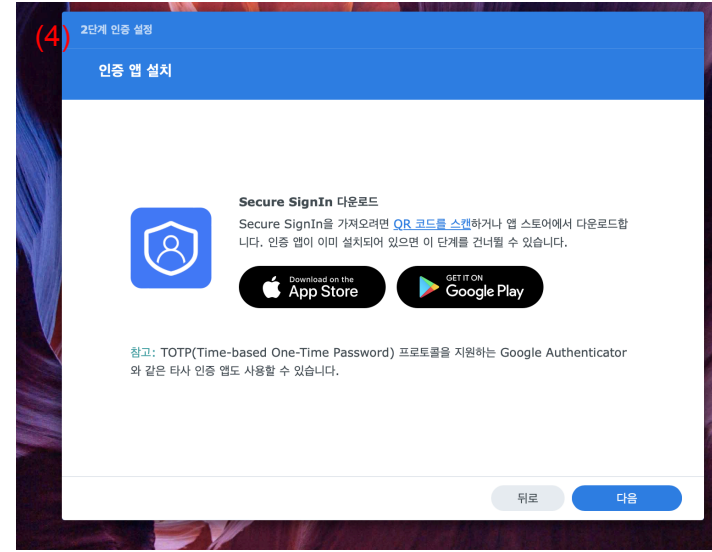 (4)
2단계 인증 설정
인증 앱 설치
Secure SignIn 다운로드
Secure SignIn을 가져오려면 QR 코드를 스캔하거나 앱 스토어에서 다운로드합
니다. 인증 앱이 이미 설치되어 있으면 이 단계를 건너뛸 수 있습니다.
Download on the
App Store
GET IT ON
Google Play
참고: TOTP(Time-based One-Time Password) 프로토콜을 지원하는 Google Authenticator
와 같은 타사 인증 앱도 사용할 수 있습니다.
뒤로
다음